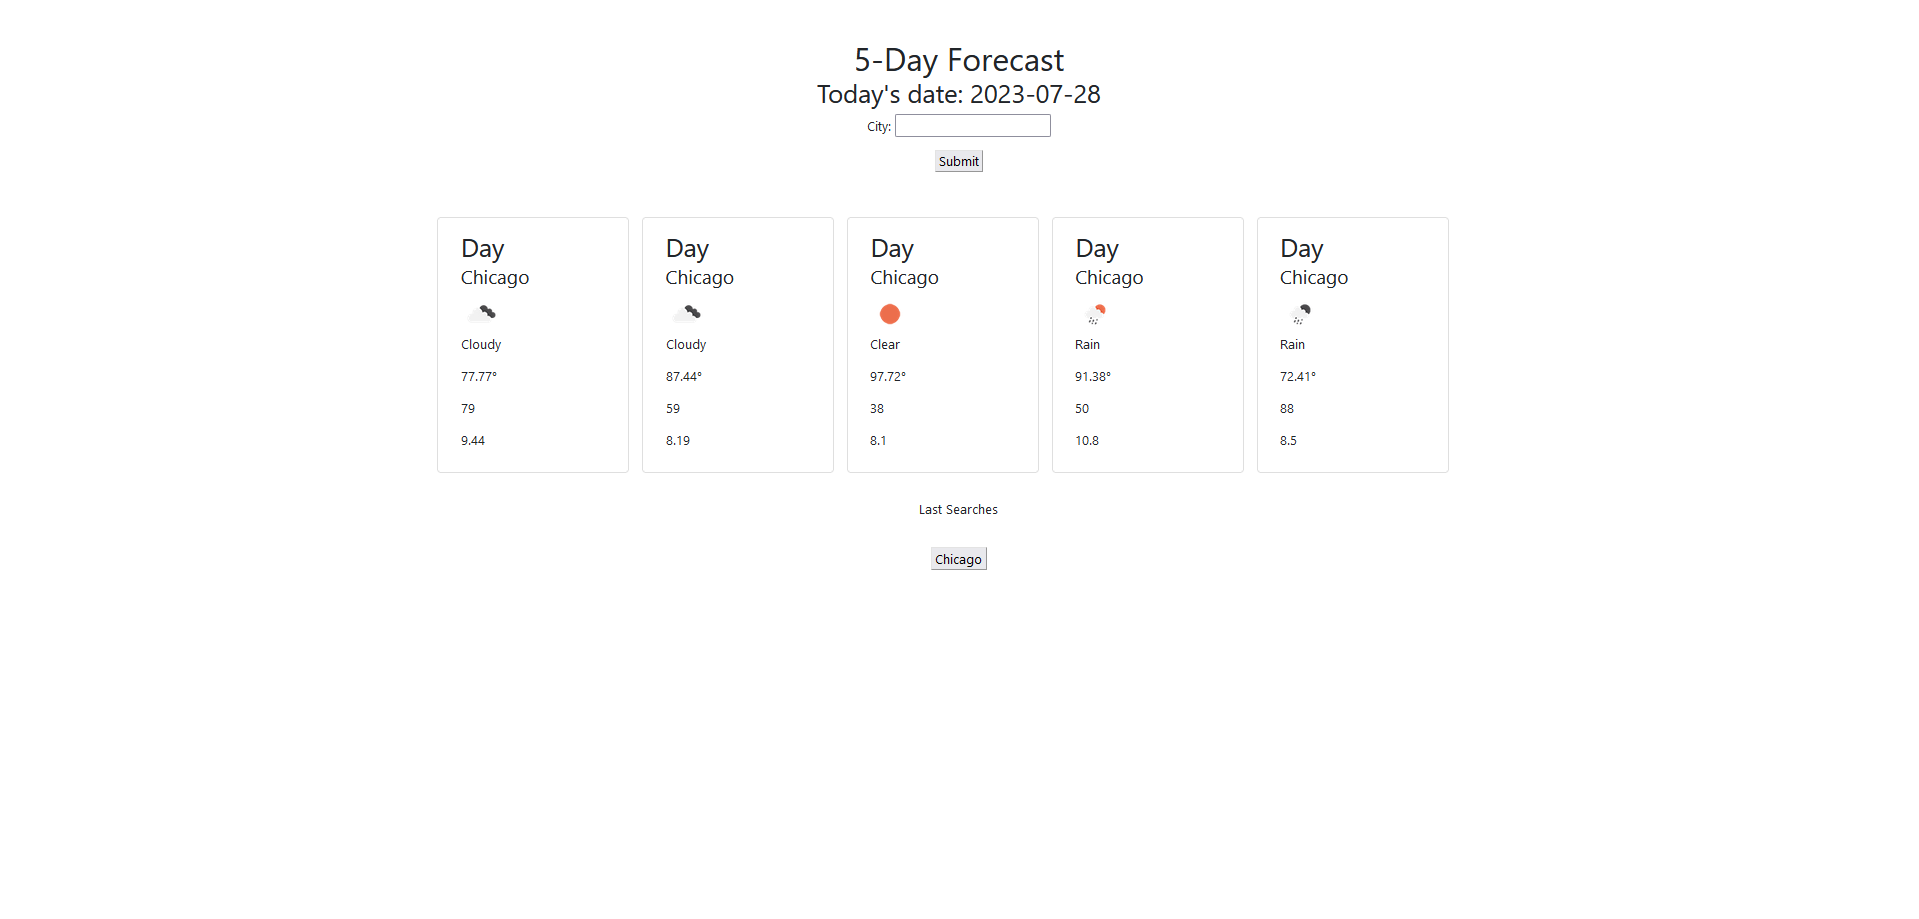 5-Day Forecast
Today's date: 2023-07-28
City:
Submit
Day
Chicago
Cloudy
77.77°
79
9.44
Day
Chicago
Cloudy
87.44°
59
8.19
Day
Chicago
Clear
97.72°
38
8.1
Day
Chicago
Rain
91.38°
50
10.8
Day
Chicago
Rain
72.41°
88
8.5
Last Searches
Chicago